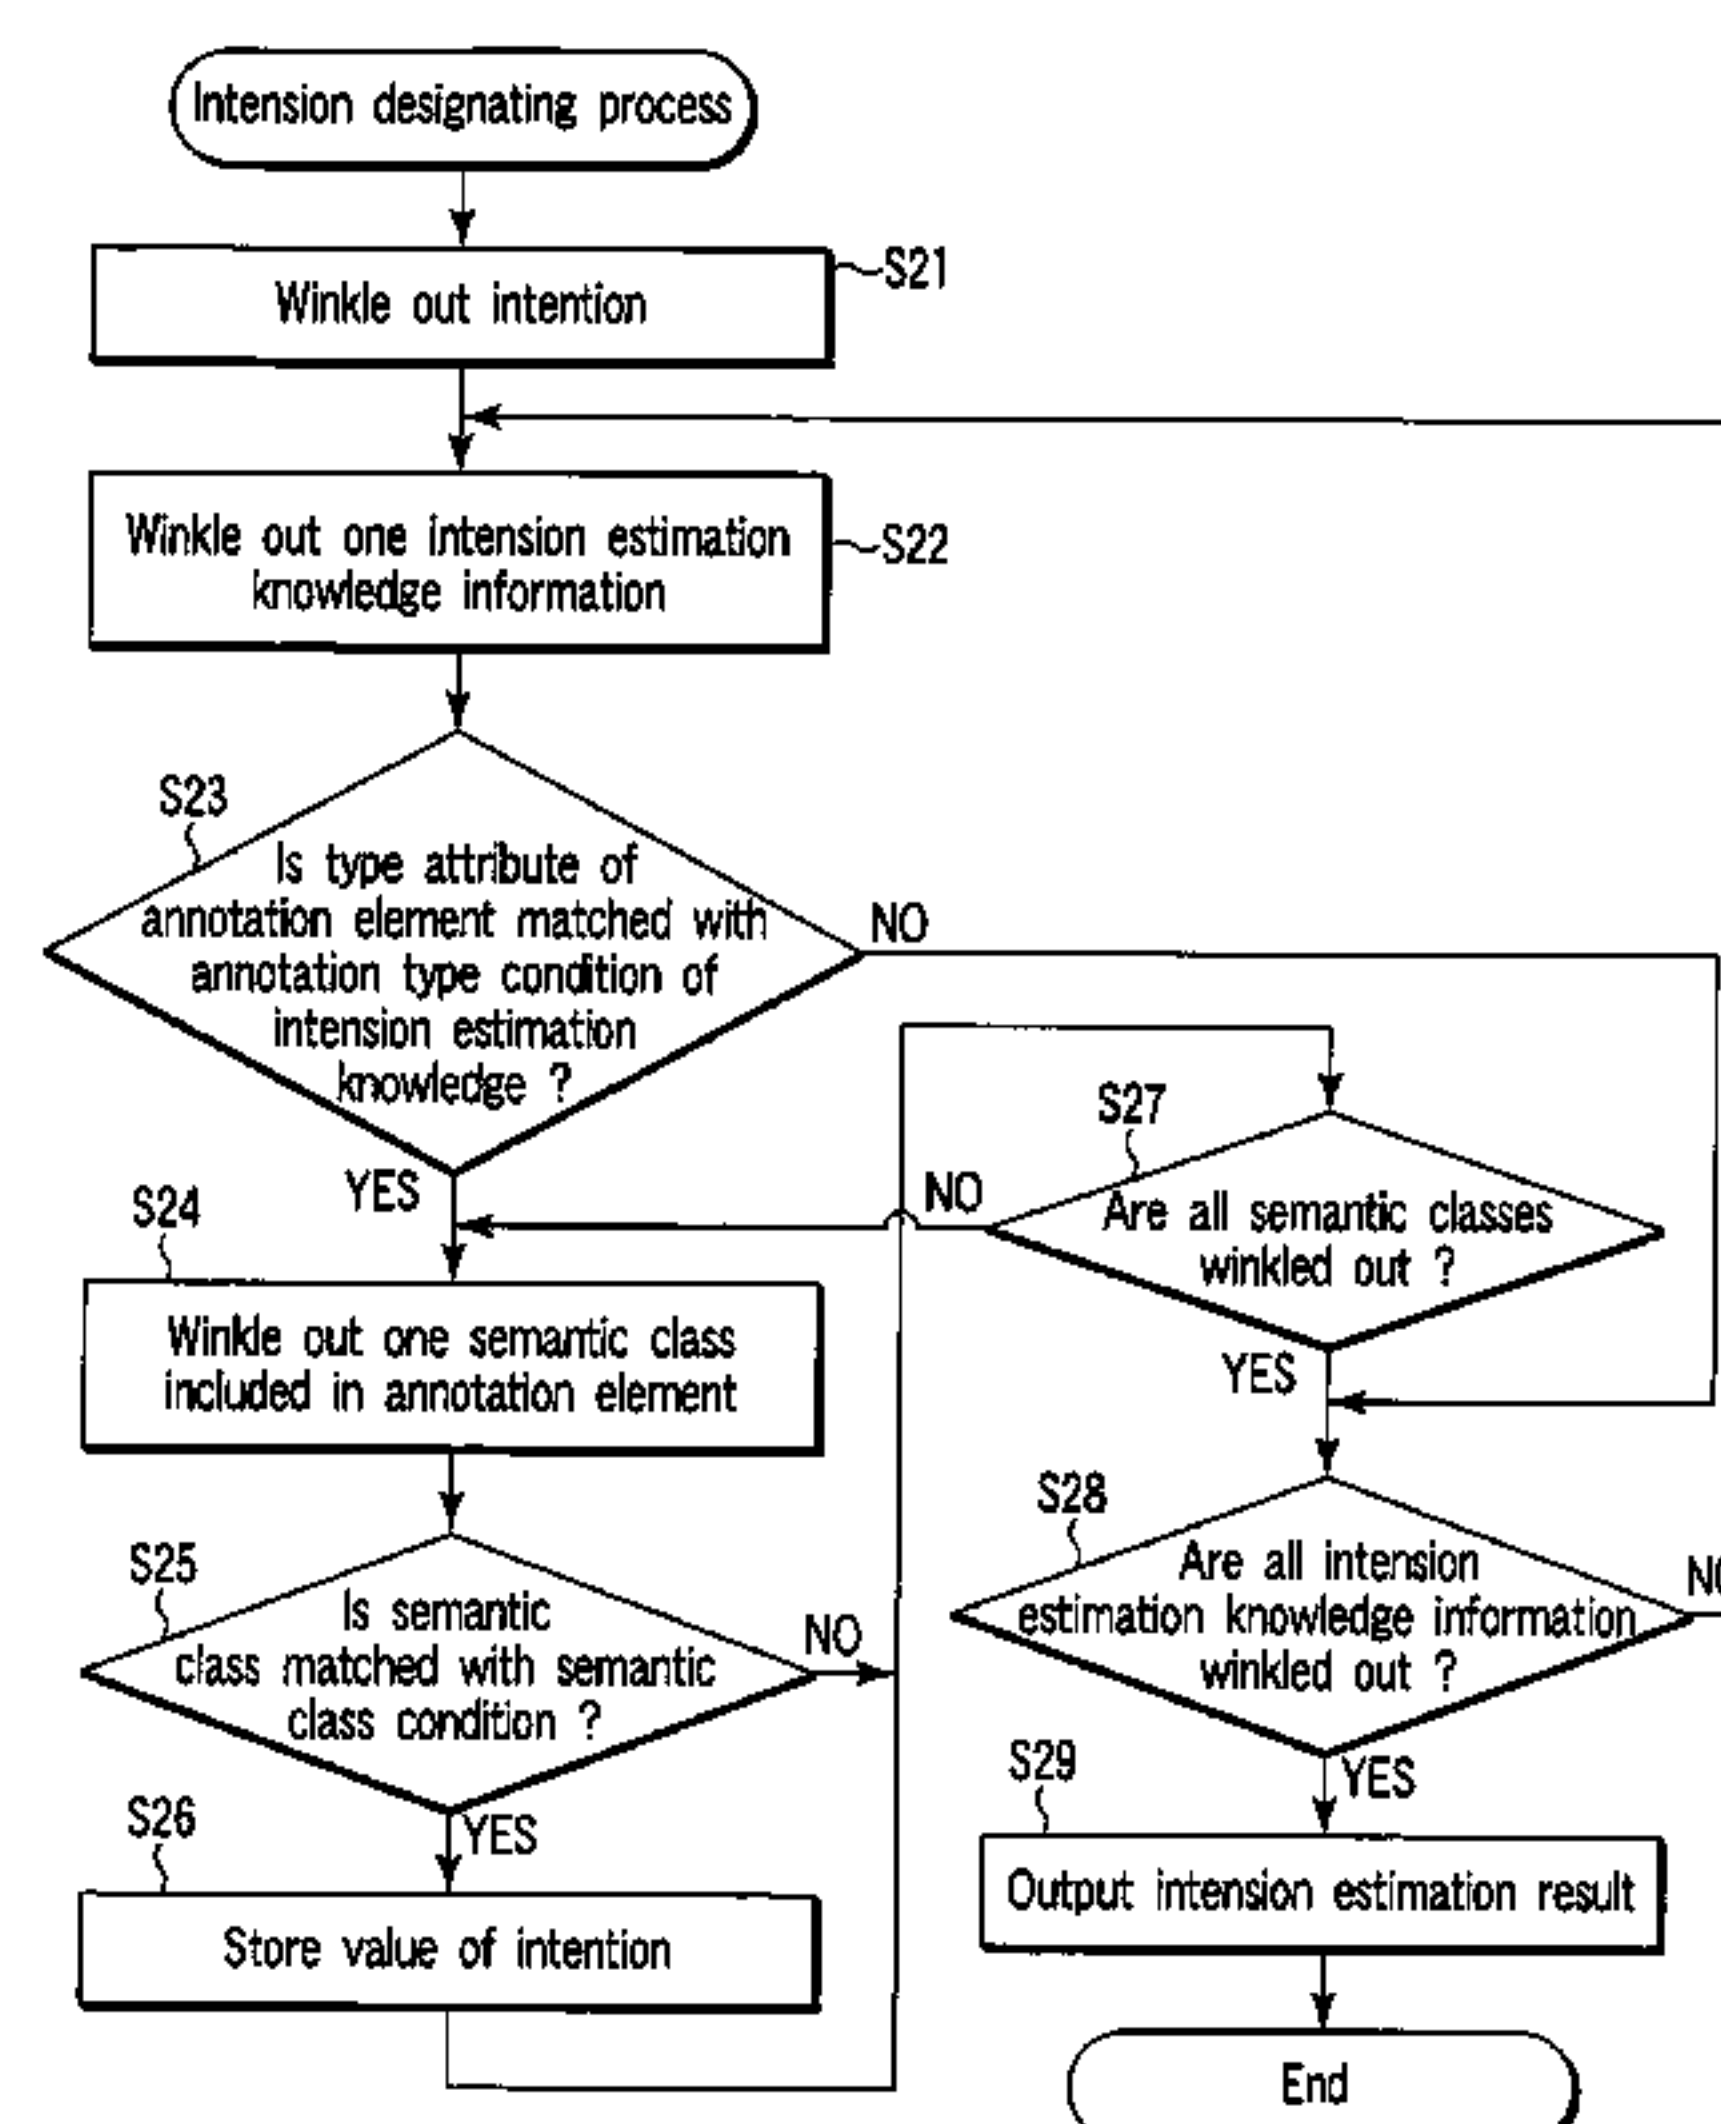 Intension designating process
Winkle out intention
S21
Winkle out one intension estimation
knowledge information
S22
S23
Is type attribute of
annotation element matched with
annotation type condition of
intension estimation
knowledge ?
NO
YES
S24
Winkle out one semantic class
included in annotation element
S25
Is semantic
class matched with semantic
class condition ?
NO
YES
S26
Store value of intention
S27
Are all semantic classes
winkled out ?
NO
YES
S28
Are all intension
estimation knowledge information
winkled out ?
YES
S29
Output intension estimation result
End